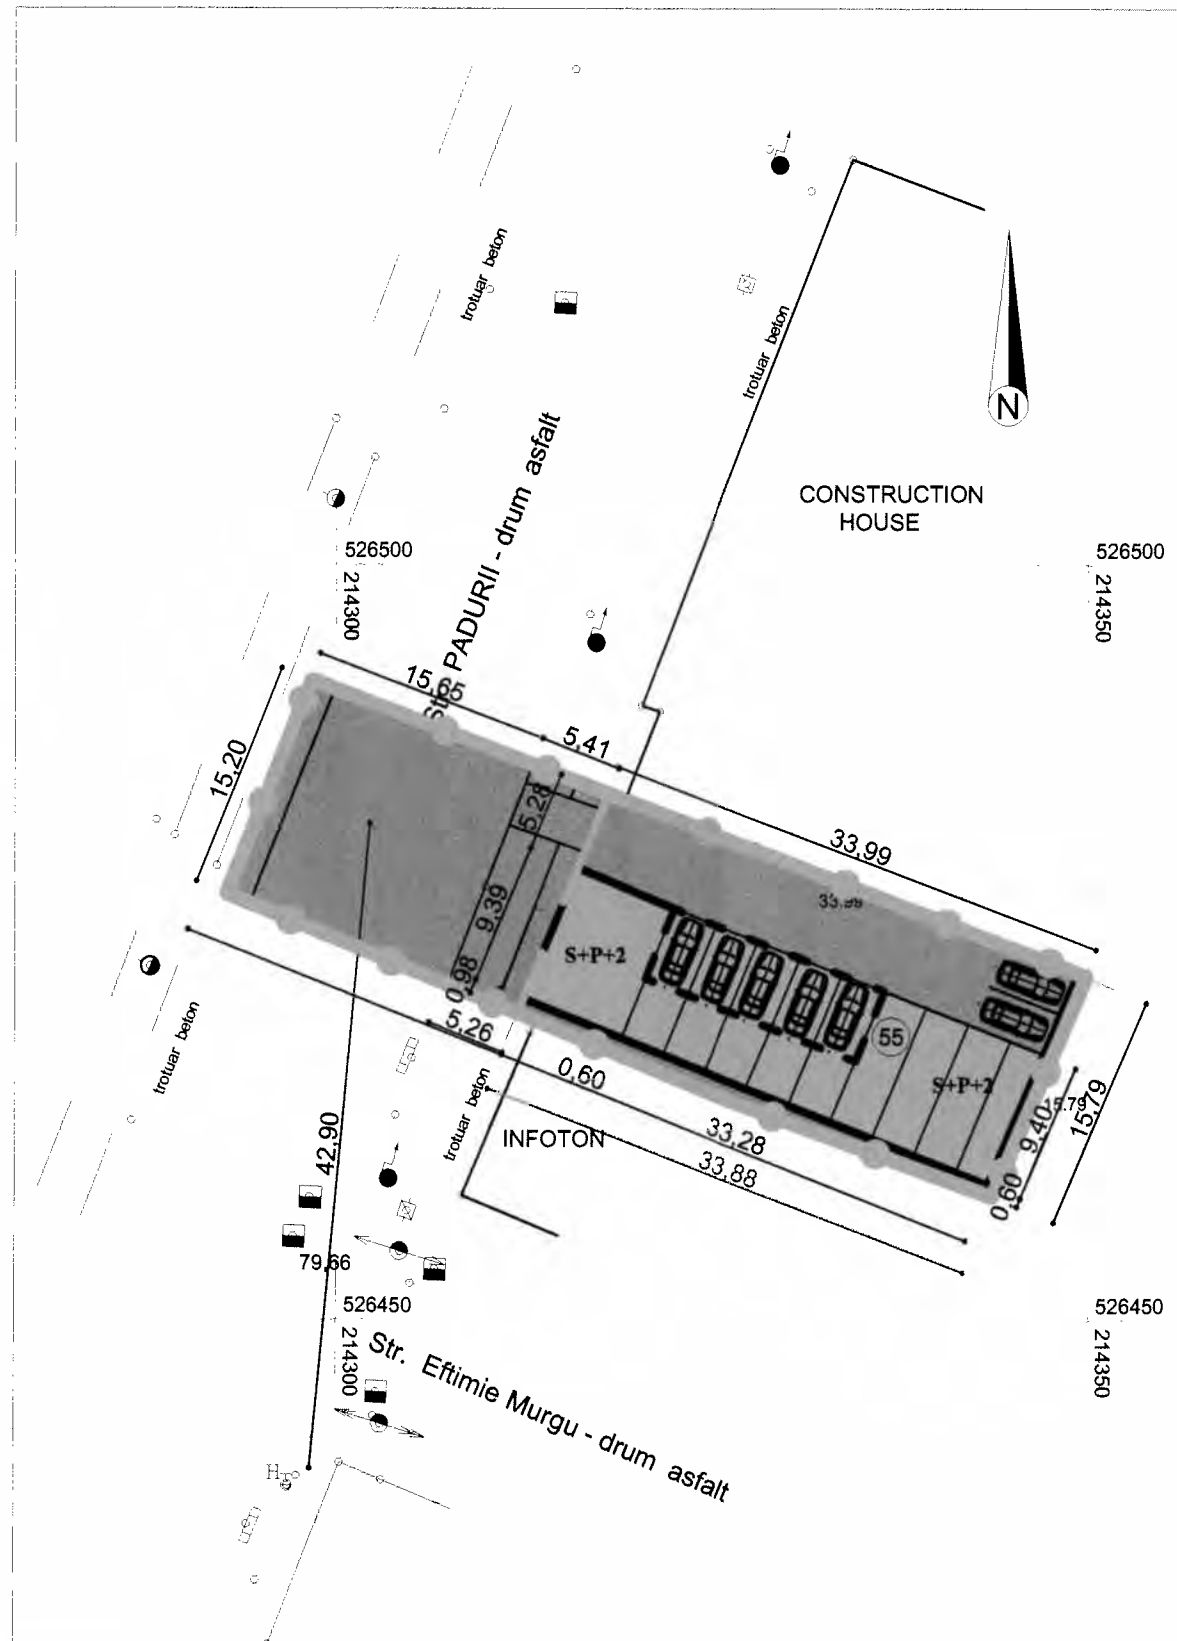 trotuar beton
trotuar beton
N
CONSTRUCTION
HOUSE
Str. PADURII - drum asfalt
526500
214300
526500
214350
15,65
5,41
33,99
15,20
5,28
9,39
0,98
33.99
S+P+2
55
S+P+2
15.79
9,40
15,79
0,60
5,26
0,60
33,28
33,88
trotuar beton
trotuar beton
INFOTON
42,90
79,66
526450
214300
526450
214350
Str. Eftimie Murgu - drum asfalt
H